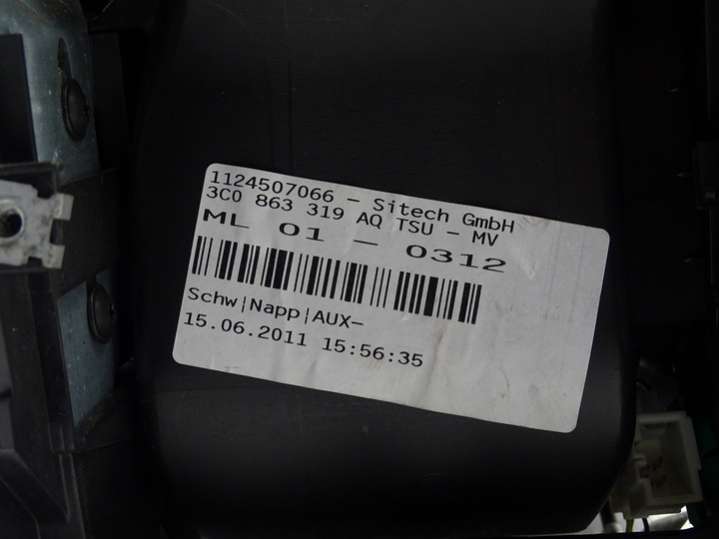 1124507066 - Sitech GmbH
3C0 863 319 AQ TSU - MV
ML 01 - 0312
Schw|Napp|AUX-
15.06.2011 15:56:35